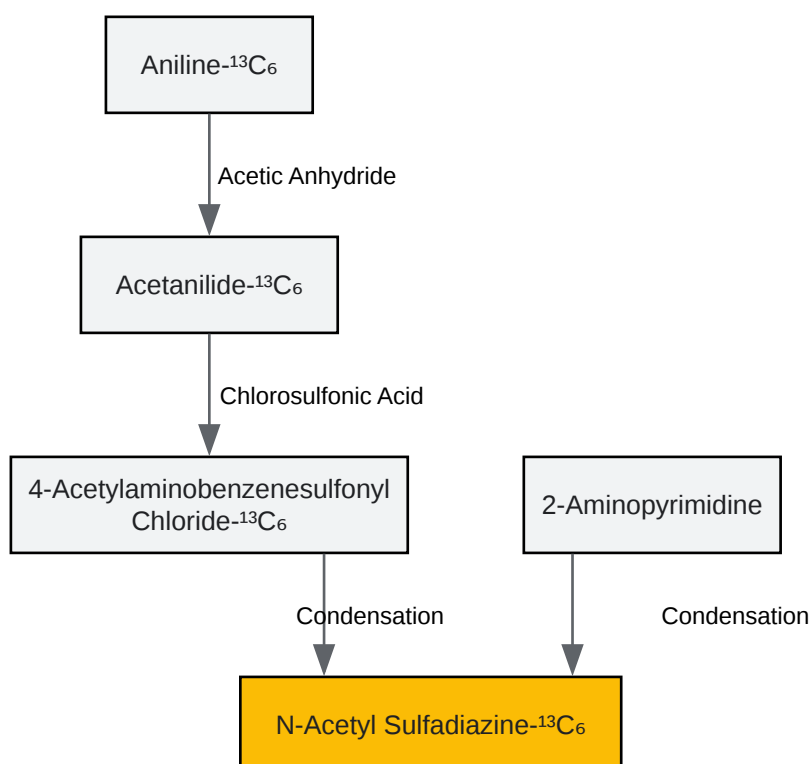 Aniline-¹³C₆
Acetic Anhydride
Acetanilide-¹³C₆
Chlorosulfonic Acid
4-Acetylaminobenzenesulfonyl
Chloride-¹³C₆
2-Aminopyrimidine
Condensation
Condensation
N-Acetyl Sulfadiazine-¹³C₆